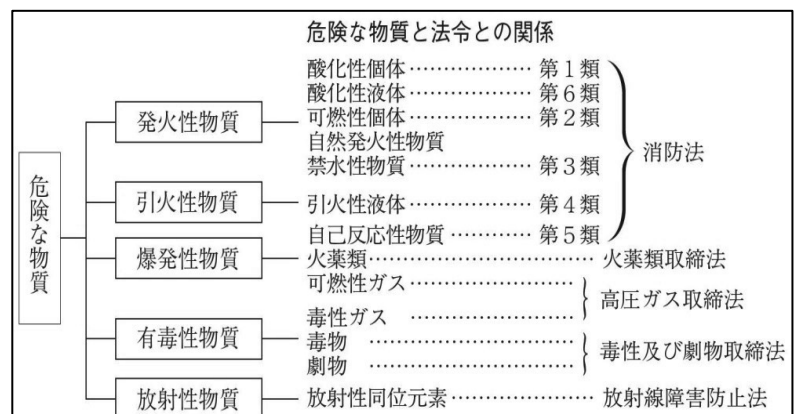 危険な物質と法令との関係
危険な物質
発火性物質
酸化性個体……………… 第1類
酸化性液体……………… 第6類
可燃性個体……………… 第2類
自然発火性物質
禁水性物質……………… 第3類
消防法
引火性物質
引火性液体……………… 第4類
自己反応性物質………… 第5類
爆発性物質
火薬類…………………………… 火薬類取締法
可燃性ガス……………………
毒性ガス ……………………
高圧ガス取締法
有毒性物質
毒物 …………………………
劇物 …………………………
毒性及び劇物取締法
放射性物質
放射性同位元素………………… 放射線障害防止法